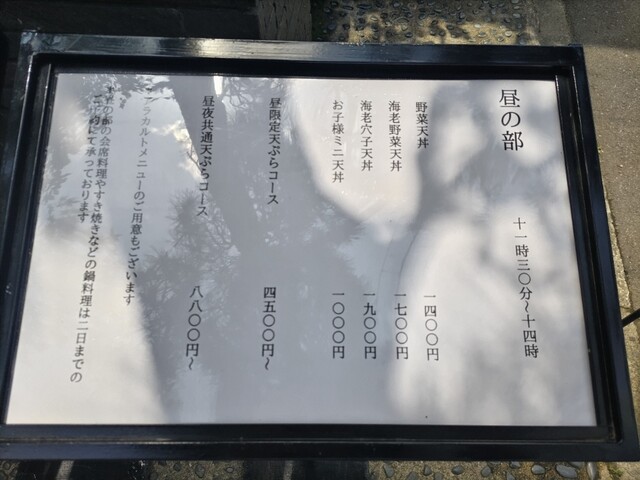 昼の部 十一時三〇分~十四時
野菜天丼 一四〇〇円
海老野菜天丼 一七〇〇円
海老穴子天丼 一九〇〇円
お子様ミニ天丼 一〇〇〇円
昼限定天ぷらコース 四五〇〇円~
昼夜共通天ぷらコース 八八〇〇円~
アラカルトメニューのご用意もございます
の部の会席料理やすき焼きなどの鍋料理は二日までの
ご予約にて承っております